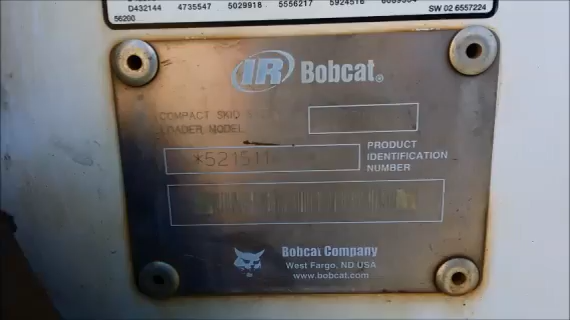 D432144 4735547 5029918 5556217 5924516
56200
SW 02 6557224
IR Bobcat®
COMPACT SKID
LOADER MODEL
PRODUCT
*521511 IDENTIFICATION
NUMBER
Bobcat Company
West Fargo, ND USA
www.bobcat.com